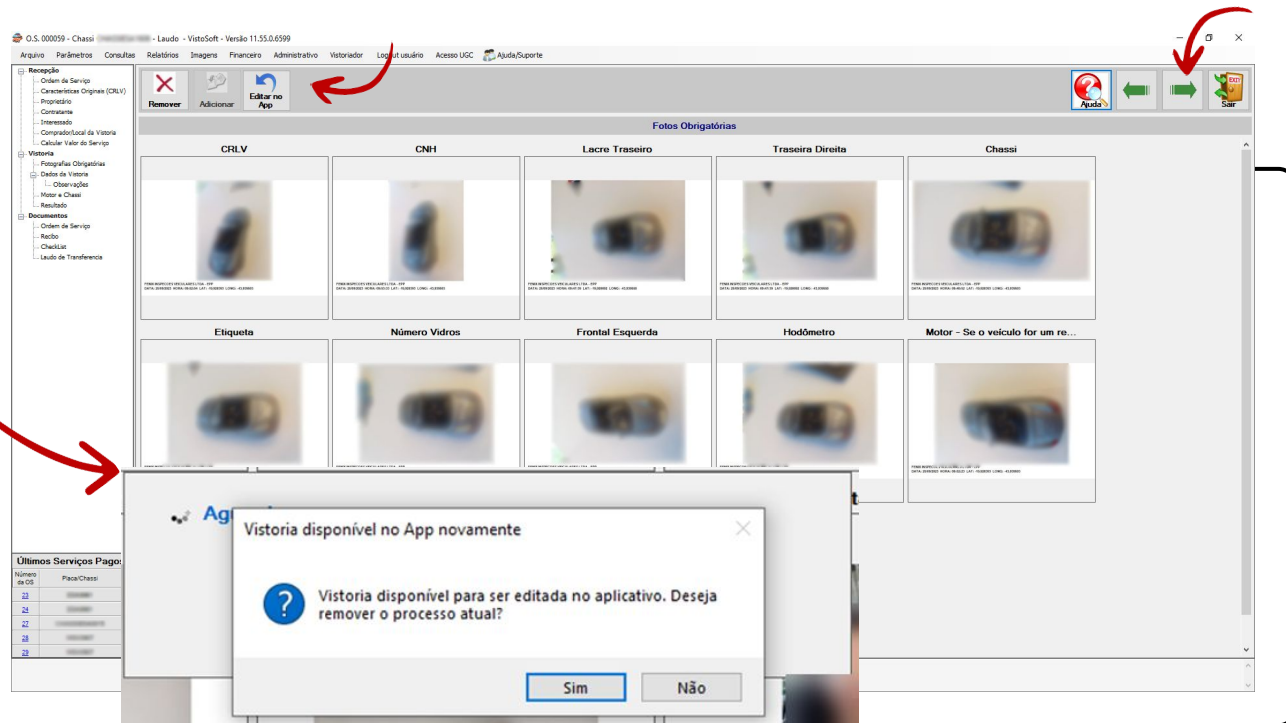 O.S. 000059 - Chassi - Laudo - VistoSoft - Versão 11.55.0.6599
Arquivo Parâmetros Consultas Relatórios Imagens Financeiro Administrativo Vistoriador Logout usuário Acesso UGC Ajuda/Suporte
Recepção
Ordem de Serviço
Características Originais (CRLV)
Proprietário
Contratante
Interessado
Comprador/Local da Vistoria
Calcular Valor do Serviço
Vistoria
Fotografias Obrigatórias
Dados da Vistoria
Observações
Motor e Chassi
Resultado
Documentos
Ordem de Serviço
Recibo
CheckList
Laudo de Transferencia
Remover Adicionar Editar no App
Ajuda EXIT Sair
Fotos Obrigatórias
CRLV CNH Lacre Traseiro Traseira Direita Chassi
Etiqueta Número Vidros Frontal Esquerda Hodômetro Motor - Se o veículo for um re...
Últimos Serviços Pagos
Número da OS Placa/Chassi
23
24
27
28
29
Vistoria disponível no App novamente
Vistoria disponível para ser editada no aplicativo. Deseja
remover o processo atual?
Sim Não